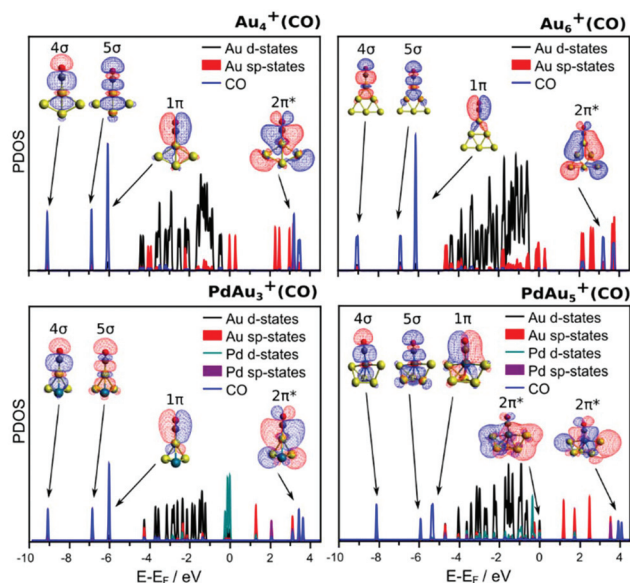 Au4+(CO)
4σ
5σ
1π
2π*
Au d-states
Au sp-states
CO
PDOS
Au6+(CO)
4σ
5σ
1π
2π*
Au d-states
Au sp-states
CO
PdAu3+(CO)
4σ
5σ
1π
2π*
Au d-states
Au sp-states
Pd d-states
Pd sp-states
CO
PDOS
-10 -8 -6 -4 -2 0 2 4
E-EF / eV
PdAu5+(CO)
4σ
5σ
1π
2π*
2π*
Au d-states
Au sp-states
Pd d-states
Pd sp-states
CO
-10 -8 -6 -4 -2 0 2 4
E-EF / eV